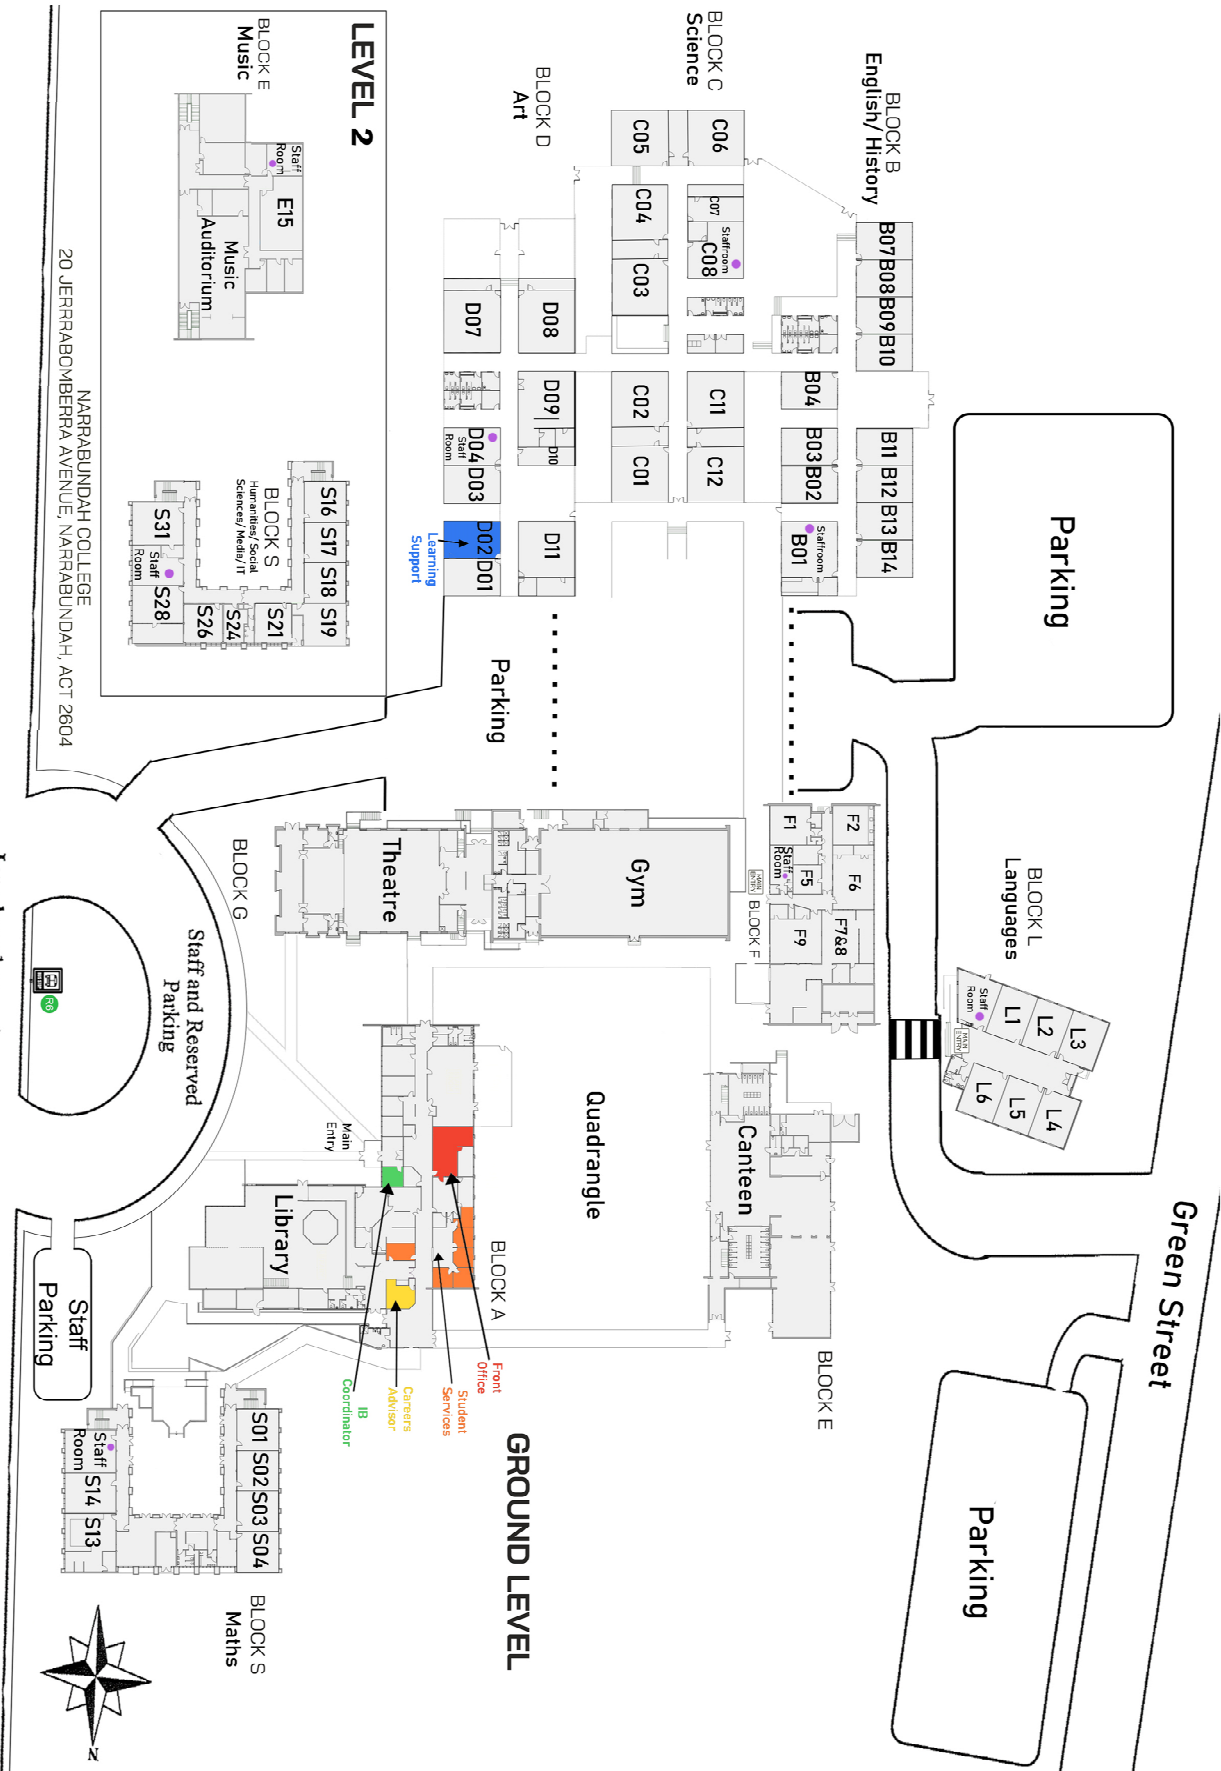 LEVEL 2
BLOCK E
Music
Staff
Room
E15
Music
Auditorium
BLOCK S
Humanities/ Social
Sciences/ Media/ IT
S16
S17
S18
S19
S21
S24
S26
S28
Staff
Room
S31
NARRABUNDAH COLLEGE
20 JERRRABOMBERRA AVENUE, NARRABUNDAH, ACT 2604
GROUND LEVEL
BLOCK B
English/ History
B07
B08
B09
B10
B11
B12
B13
B14
B04
B03
B02
Staffroom
B01
BLOCK C
Science
C06
C05
C07
Staffroom
C08
C04
C03
C11
C12
C02
C01
BLOCK D
Art
D08
D07
D09
D10
D11
D04
Staff
Room
D03
D02
D01
Learning
Support
Parking
Parking
BLOCK L
Languages
Staff
Room
L1
L2
L3
MAIN
ENTRY
L6
L5
L4
Green Street
Parking
F2
F1
F6
F5
Staff
Room
F7&8
F9
MAIN
ENTRY
BLOCK F
Gym
Theatre
BLOCK G
Quadrangle
Canteen
BLOCK E
BLOCK A
Front
Office
Student
Services
Careers
Advisor
IB
Coordinator
Main
Entry
Library
Staff and Reserved
Parking
R6
Staff
Parking
S01
S02
S03
S04
Staff
Room
S14
S13
BLOCK S
Maths
N